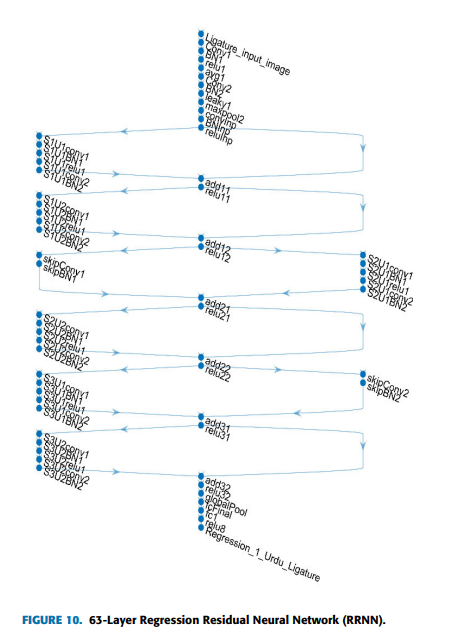 Ligature_input_image
Conv1
BN1
relu1
avg1
Conv2
BN2
leaky1
maxpool2
convInp
BNInp
reluInp
S1U1conv1
S1U1BN1
S1U1relu1
S1U1conv2
S1U1BN2
add11
relu11
S1U2conv1
S1U2BN1
S1U2relu1
S1U2conv2
S1U2BN2
add12
relu12
skipConv1
skipBN1
S2U1conv1
S2U1BN1
S2U1relu1
S2U1conv2
S2U1BN2
add21
relu21
S2U2conv1
S2U2BN1
S2U2relu1
S2U2conv2
S2U2BN2
add22
relu22
S3U1conv1
S3U1BN1
S3U1relu1
S3U1conv2
S3U1BN2
skipConv2
skipBN2
add31
relu31
S3U2conv1
S3U2BN1
S3U2relu1
S3U2conv2
S3U2BN2
add32
relu32
globalPool
fcFinal
fc1
relu8
Regression_1_Urdu_Ligature
FIGURE 10. 63-Layer Regression Residual Neural Network (RRNN).